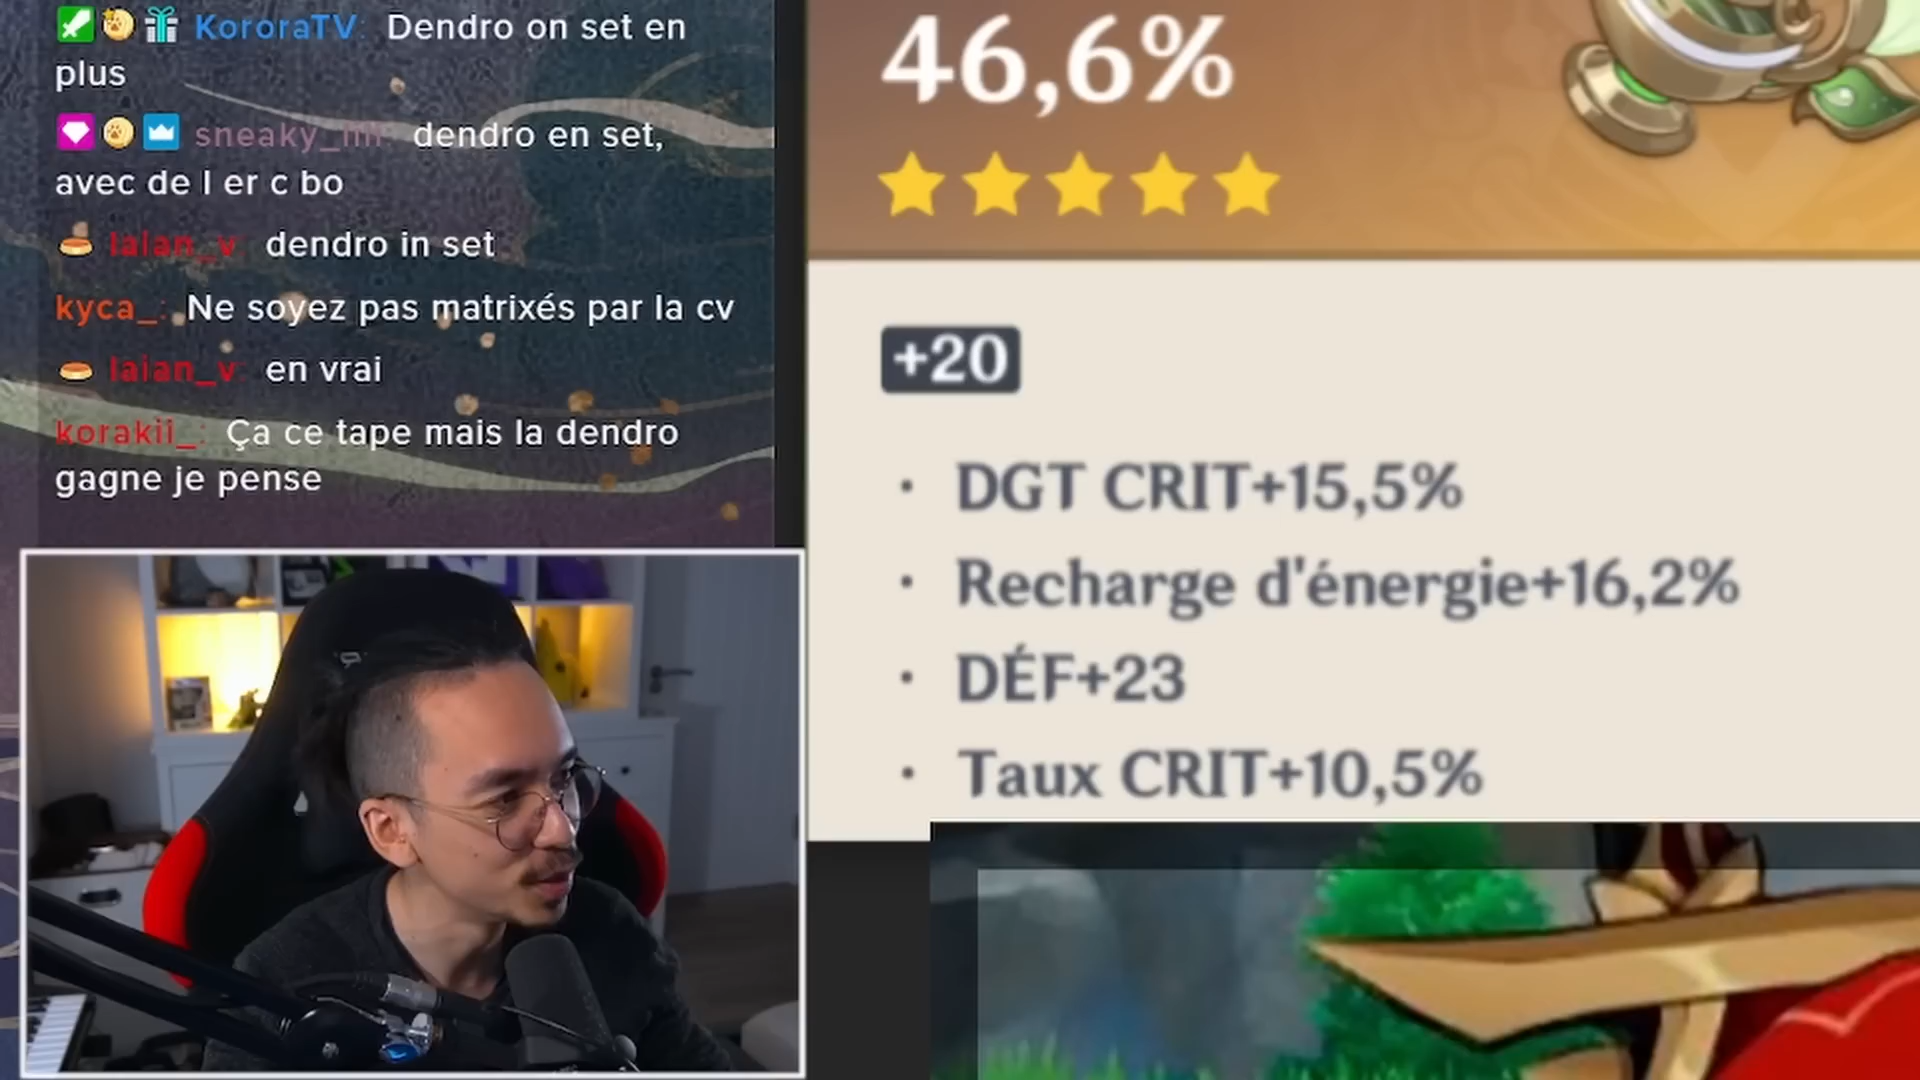 KororaTV: Dendro on set en
plus
dendro en set,
avec de l er c bo
laian_v: dendro in set
kyca_: Ne soyez pas matrixés par la cv
laian_v: en vrai
korakii_: Ça ce tape mais la dendro
gagne je pense
46,6%
+20
· DGT CRIT+15,5%
· Recharge d'énergie+16,2%
· DÉF+23
· Taux CRIT+10,5%